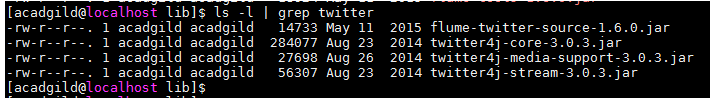 [acadgild@localhost lib]$ ls -l | grep twitter
-rw-r--r--. 1 acadgild acadgild  14733 May 11  2015 flume-twitter-source-1.6.0.jar
-rw-r--r--. 1 acadgild acadgild 284077 Aug 23  2014 twitter4j-core-3.0.3.jar
-rw-r--r--. 1 acadgild acadgild  27698 Aug 26  2014 twitter4j-media-support-3.0.3.jar
-rw-r--r--. 1 acadgild acadgild  56307 Aug 23  2014 twitter4j-stream-3.0.3.jar
[acadgild@localhost lib]$